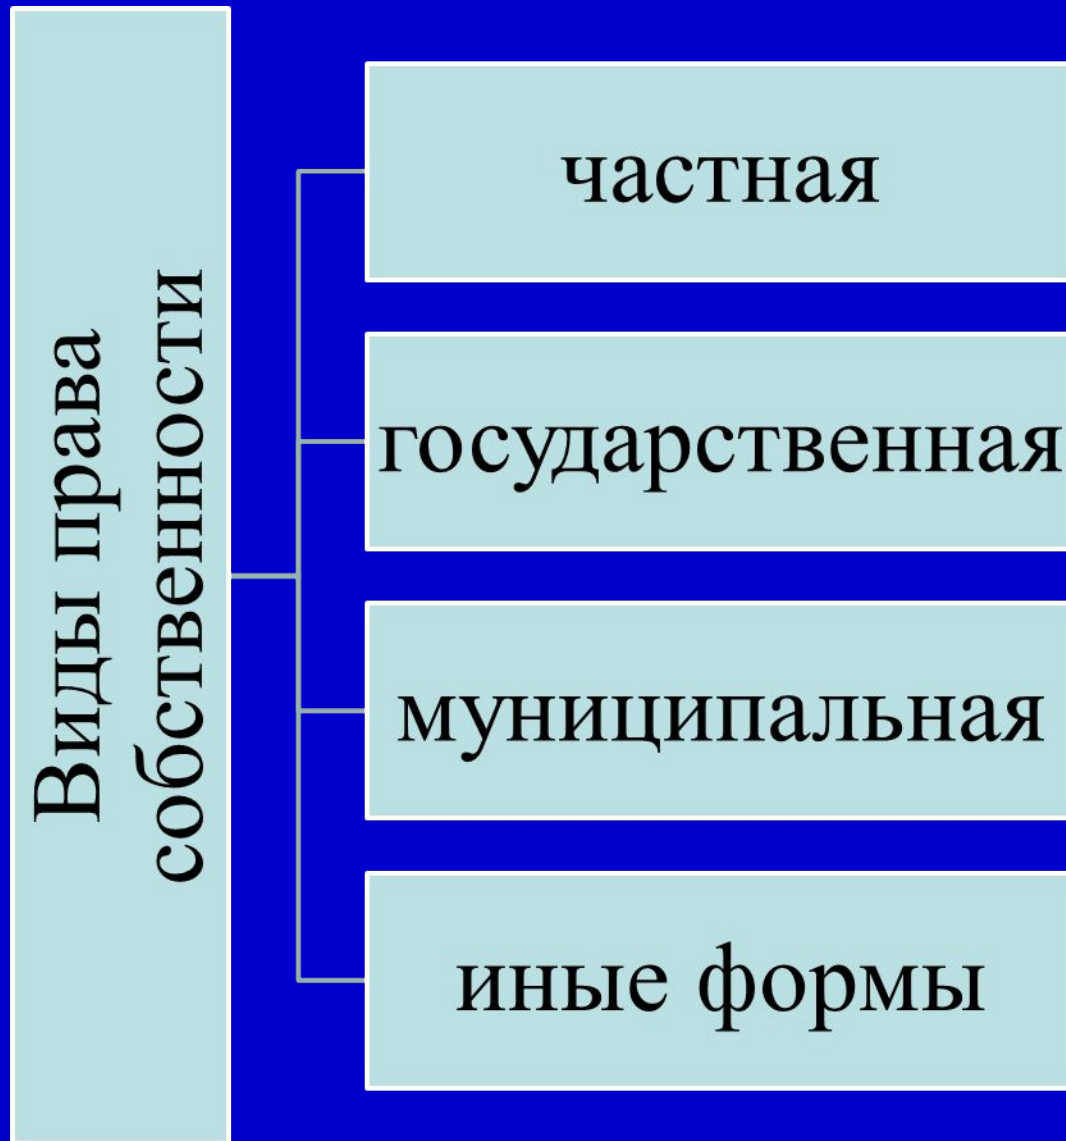 Виды права
собственности
частная
государственная
муниципальная
иные формы